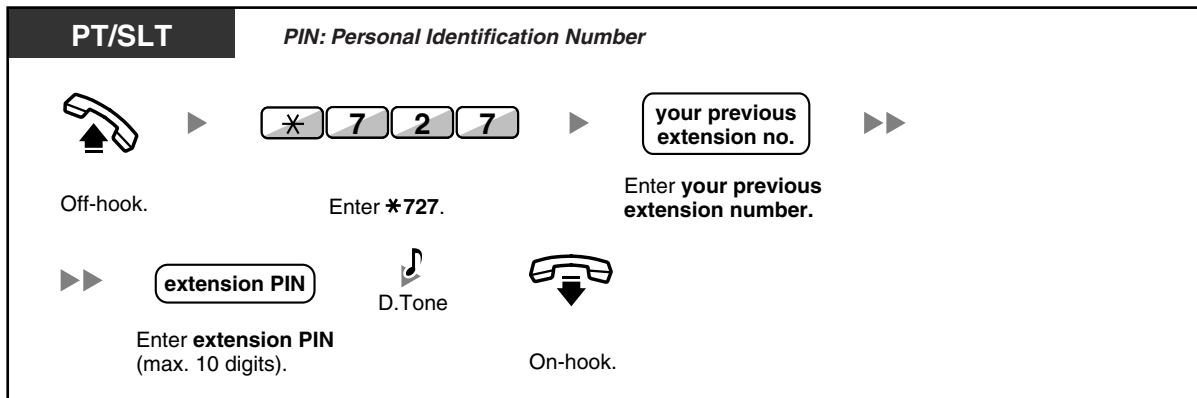 PT/SLT
PIN: Personal Identification Number
* 7 2 7
your previous
extension no.
Off-hook.
Enter *727.
Enter your previous
extension number.
extension PIN
D.Tone
Enter extension PIN
(max. 10 digits).
On-hook.